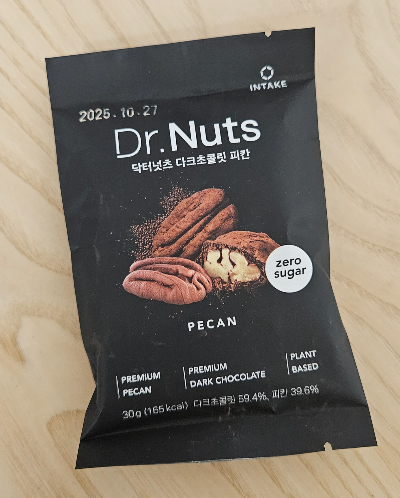 INTAKE
2025.10.27
Dr.Nuts
닥터넛츠 다크초콜릿 피칸
zero
sugar
PECAN
PREMIUM
PECAN
PREMIUM
DARK CHOCOLATE
PLANT
BASED
30g (165 kcal) 다크초콜릿 59.4%, 피칸 39.6%